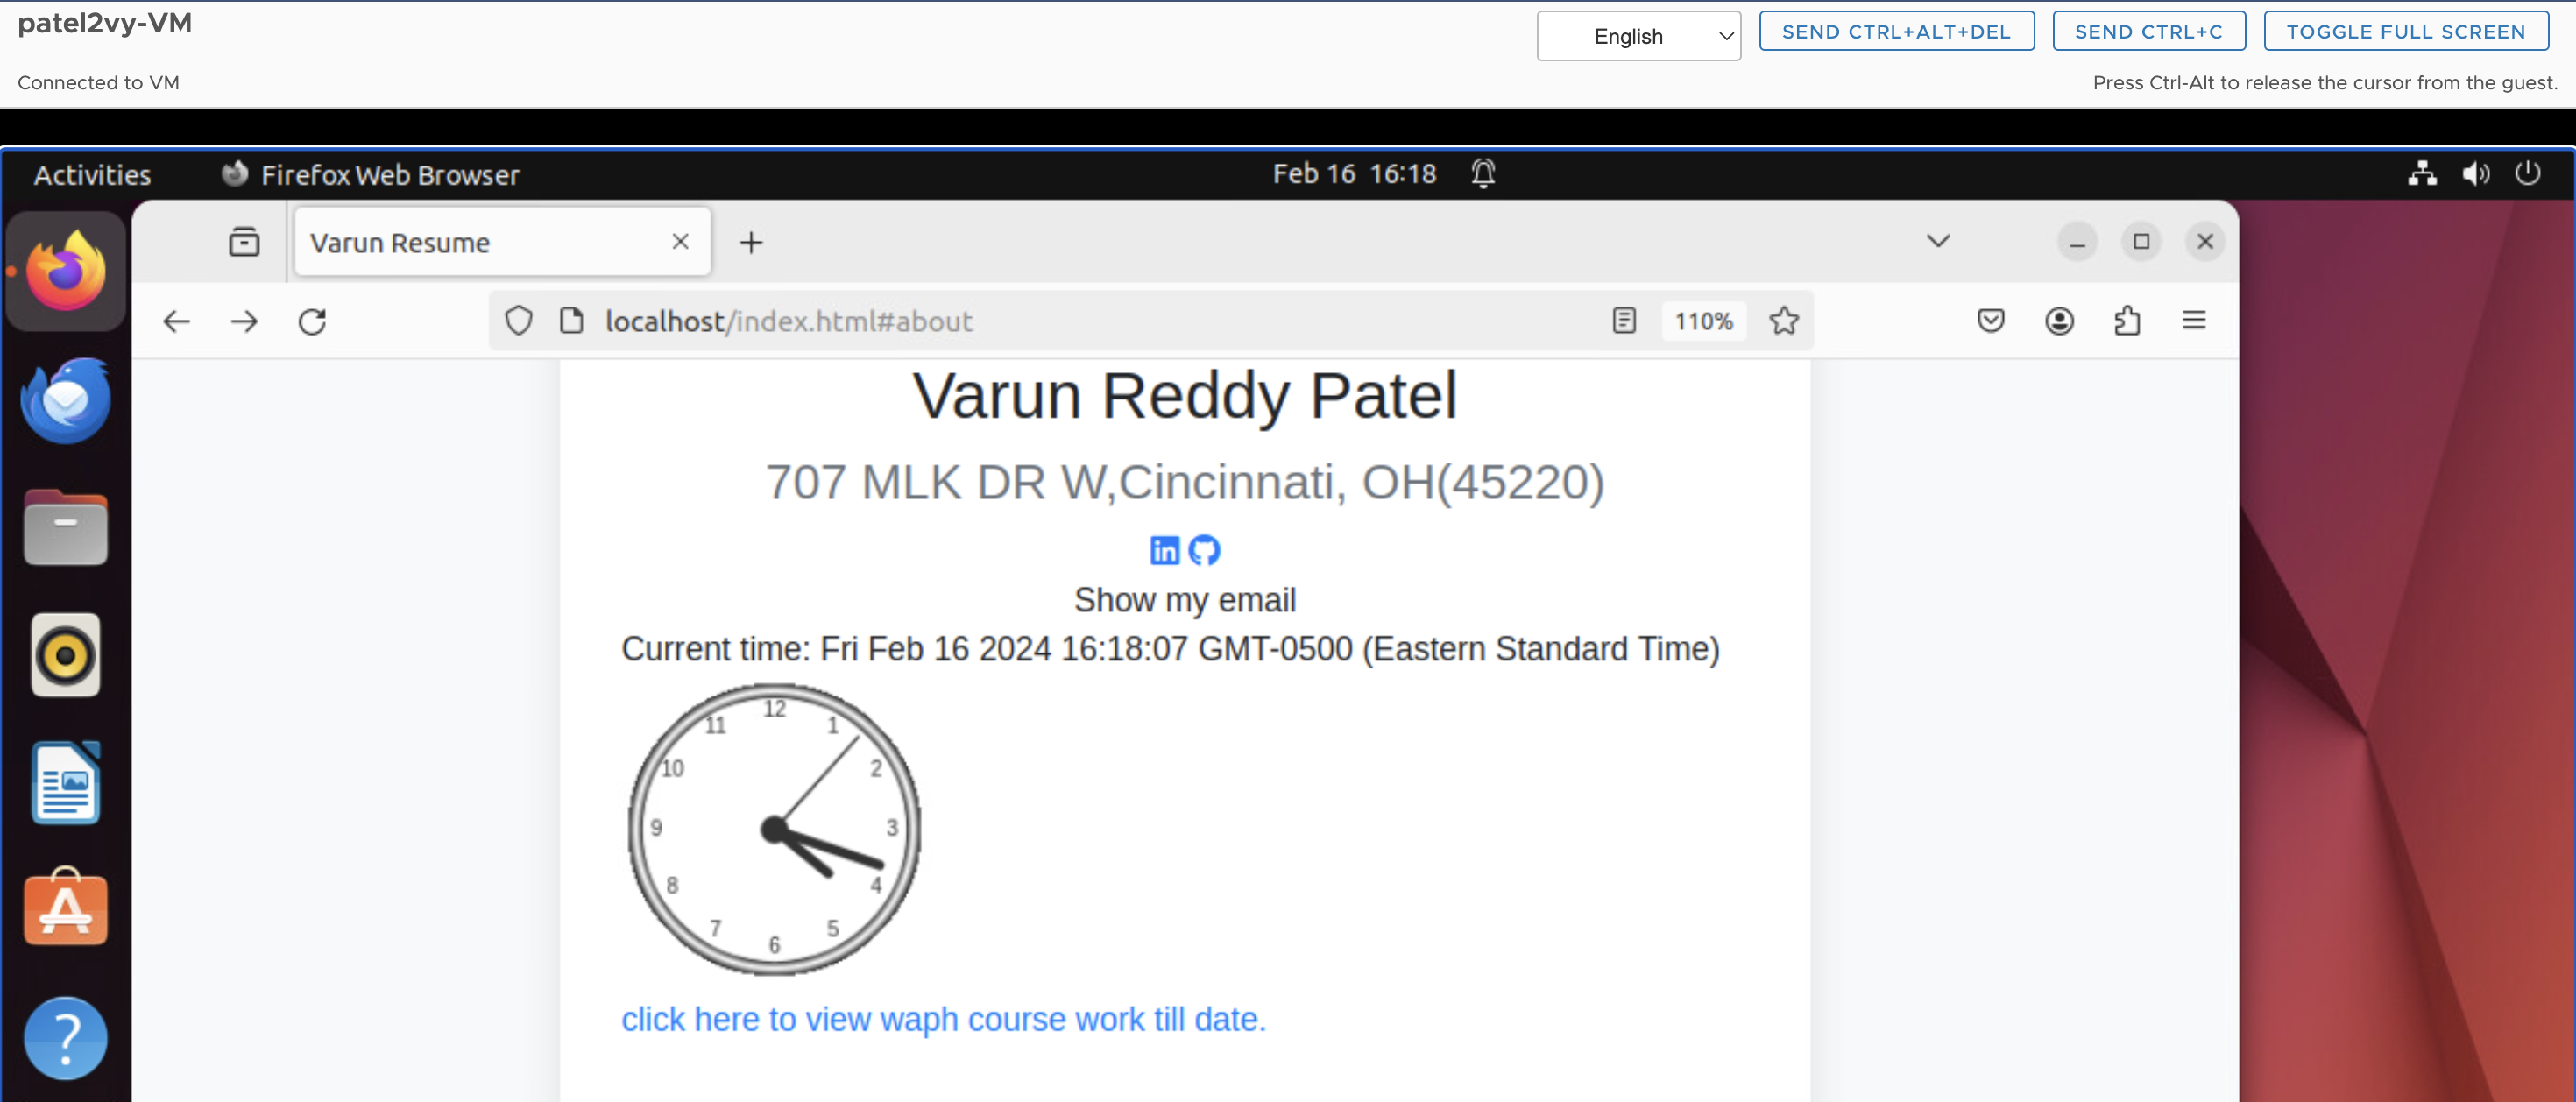 patel2vy-VM
English
SEND CTRL+ALT+DEL
SEND CTRL+C
TOGGLE FULL SCREEN
Connected to VM
Press Ctrl-Alt to release the cursor from the guest.
Activities
Firefox Web Browser
Feb 16 16:18
Varun Resume
localhost/index.html#about
110%
Varun Reddy Patel
707 MLK DR W,Cincinnati, OH(45220)
in
Show my email
Current time: Fri Feb 16 2024 16:18:07 GMT-0500 (Eastern Standard Time)
12
11
1
10
2
9
3
8
4
7
5
6
click here to view waph course work till date.